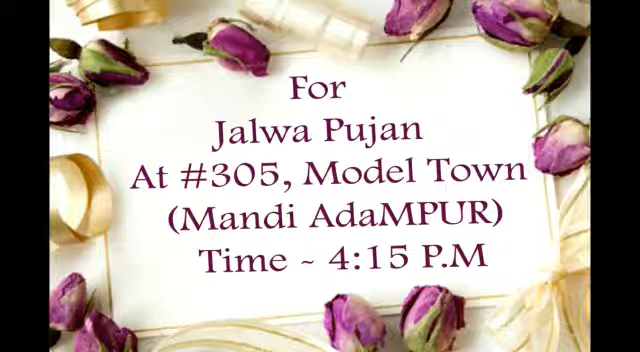 For
Jalwa Pujan
At #305, Model Town
(Mandi AdaMPUR)
Time ~ 4:15 P.M